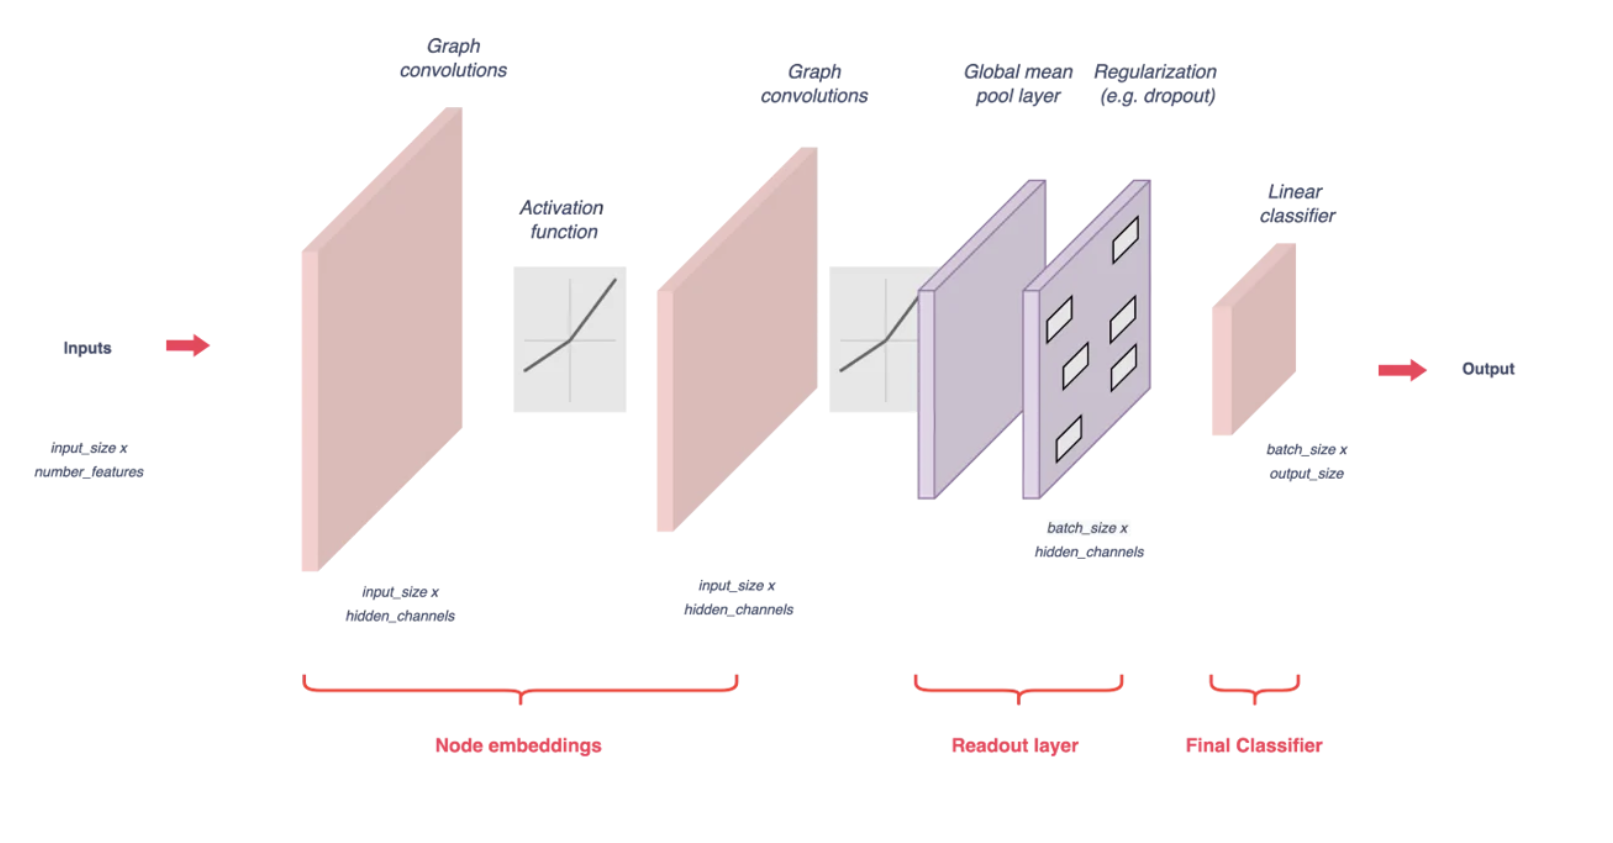 Graph
convolutions
Graph
convolutions
Global mean
pool layer
Regularization
(e.g. dropout)
Activation
function
Linear
classifier
Inputs
Output
input_size x
number_features
batch_size x
output_size
batch_size x
hidden_channels
input_size x
hidden_channels
input_size x
hidden_channels
Node embeddings
Readout layer
Final Classifier